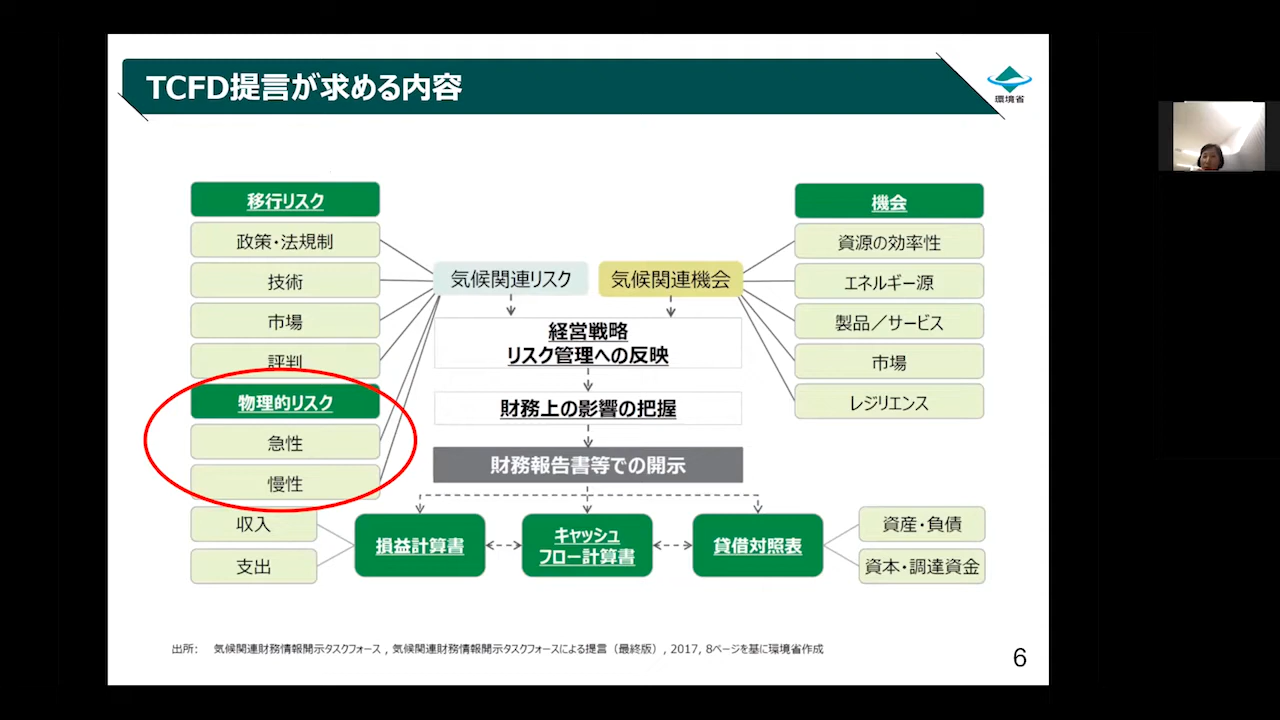 TCFD提言が求める内容
環境省
移行リスク
政策・法規制
技術
市場
評判
物理的リスク
急性
慢性
気候関連リスク
気候関連機会
経営戦略
リスク管理への反映
財務上の影響の把握
財務報告書等での開示
機会
資源の効率性
エネルギー源
製品／サービス
市場
レジリエンス
収入
支出
損益計算書
キャッシュ
フロー計算書
貸借対照表
資産・負債
資本・調達資金
出所： 気候関連財務情報開示タスクフォース , 気候関連財務情報開示タスクフォースによる提言（最終版）, 2017, 8ページを基に環境省作成
6